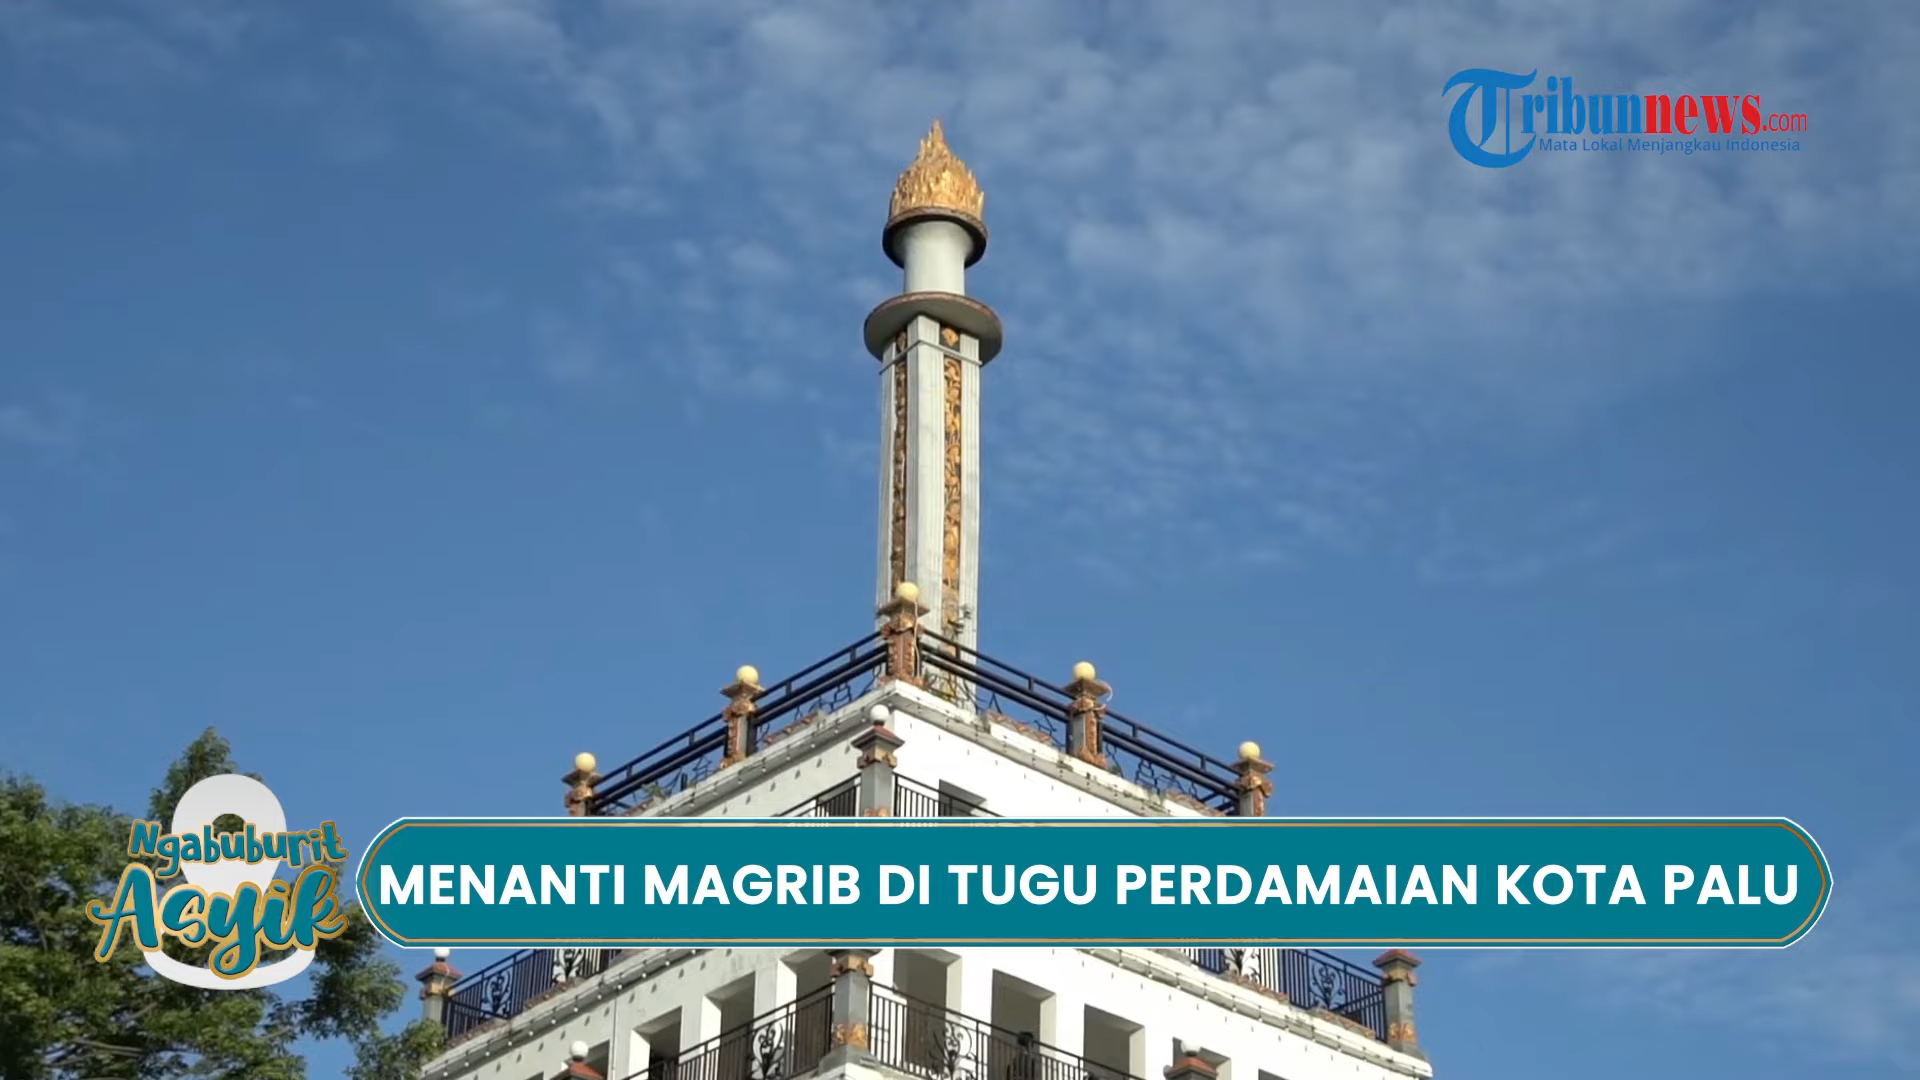 Tribunnews.com
Mata Lokal Menjangkau Indonesia
Ngabuburit
Asyik
MENANTI MAGRIB DI TUGU PERDAMAIAN KOTA PALU